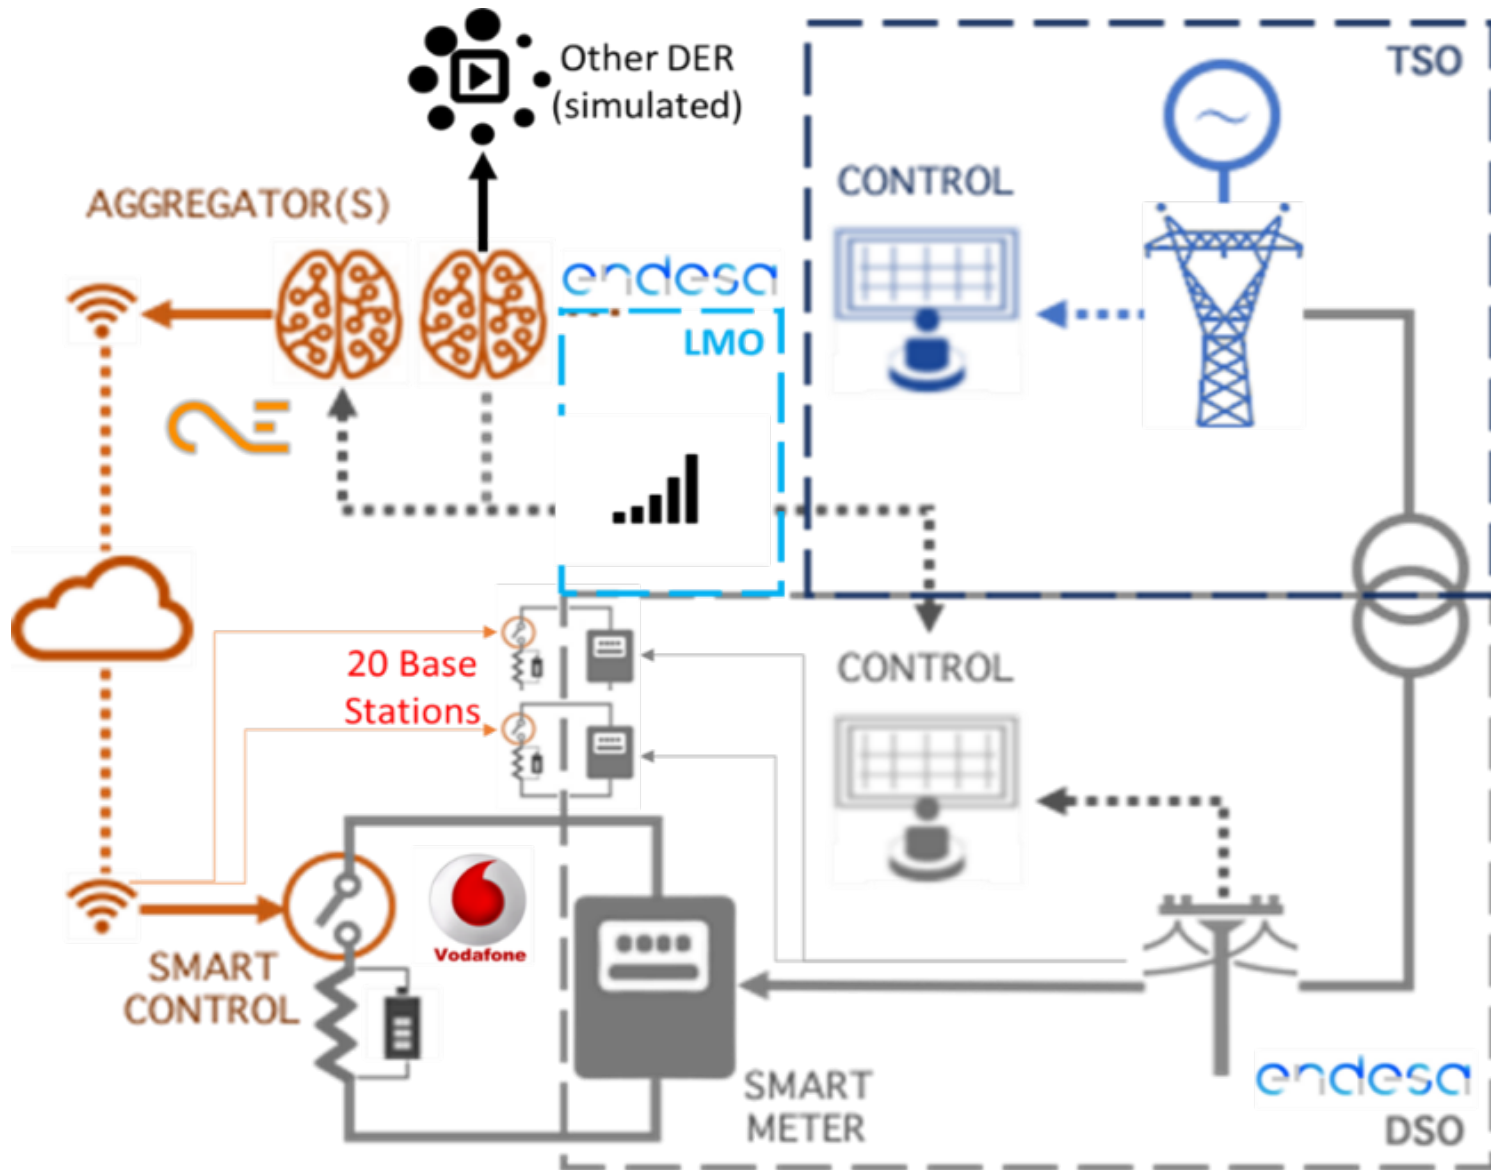 Other DER
(simulated)
TSO
CONTROL
AGGREGATOR(S)
endesa
LMO
20 Base
Stations
CONTROL
Vodafone
SMART
CONTROL
SMART
METER
endesa
DSO